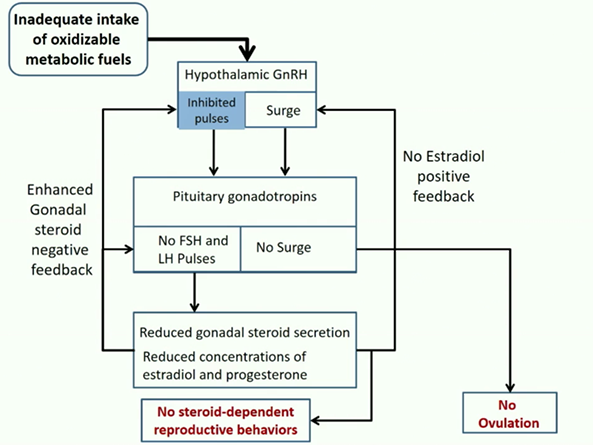 Inadequate intake
of oxidizable
metabolic fuels
Hypothalamic GnRH
Inhibited
pulses
Surge
No Estradiol
positive
feedback
Enhanced
Gonadal
steroid
negative
feedback
Pituitary gonadotropins
No FSH and
LH Pulses
No Surge
Reduced gonadal steroid secretion
Reduced concentrations of
estradiol and progesterone
No steroid-dependent
reproductive behaviors
No
Ovulation